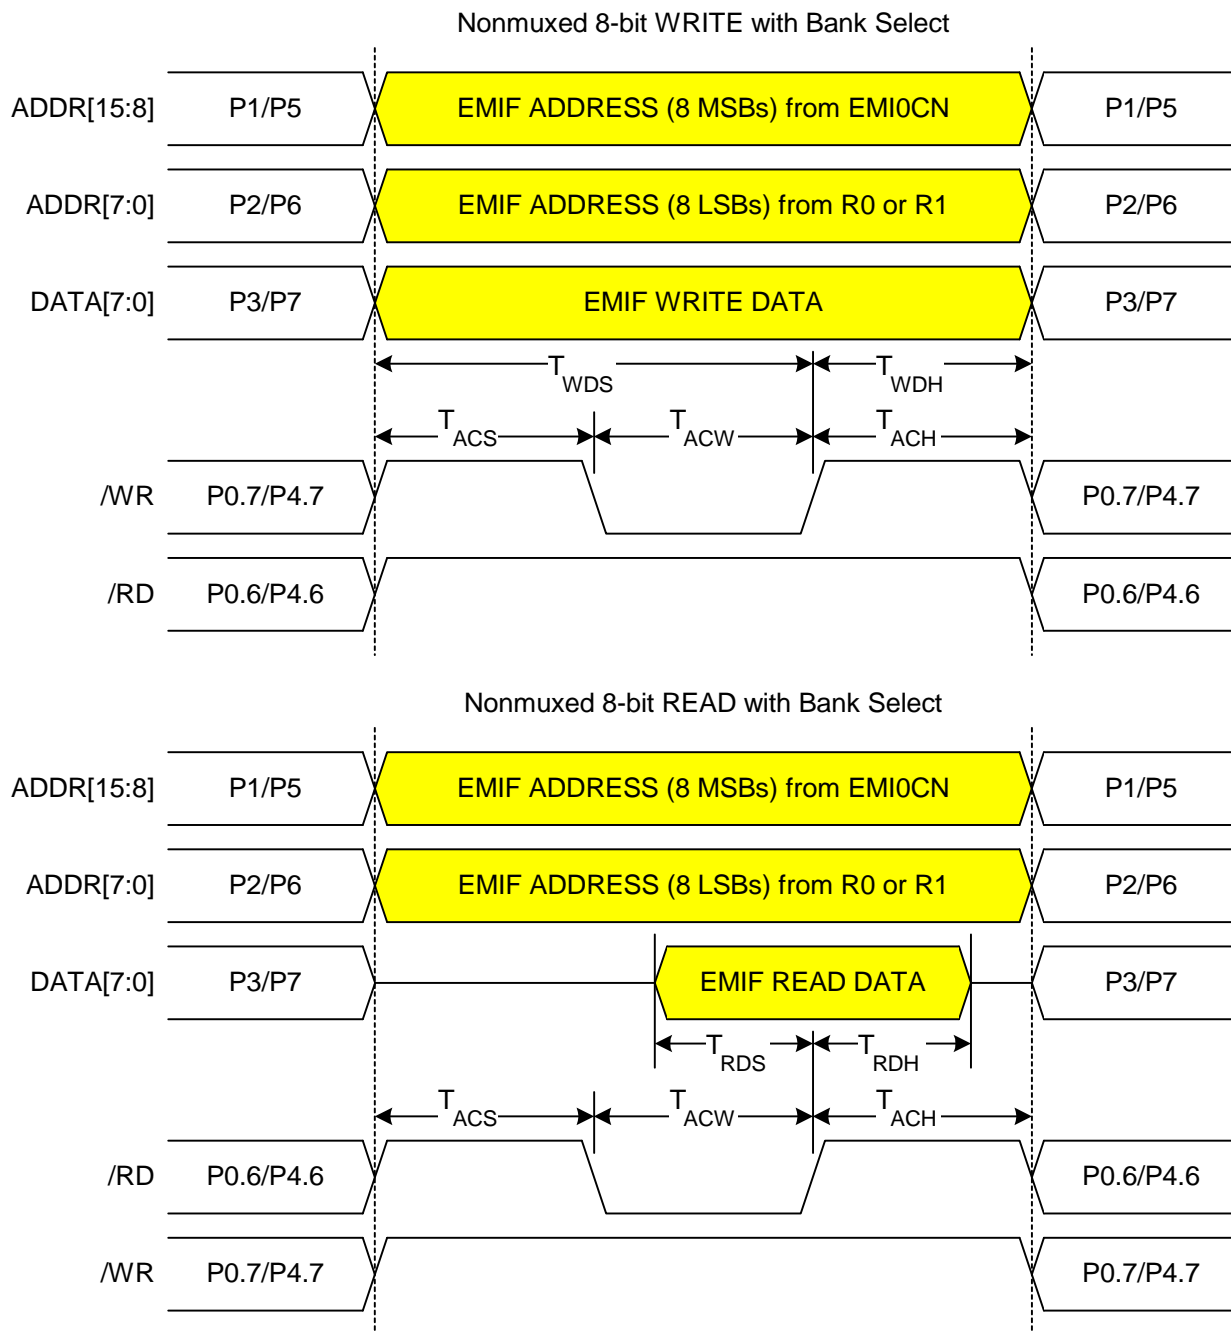 Nonmuxed 8-bit WRITE with Bank Select
ADDR[15:8] P1/P5 EMIF ADDRESS (8 MSBs) from EMI0CN P1/P5
ADDR[7:0] P2/P6 EMIF ADDRESS (8 LSBs) from R0 or R1 P2/P6
DATA[7:0] P3/P7 EMIF WRITE DATA P3/P7
TWDS TWDH
TACS TACW TACH
/WR P0.7/P4.7 P0.7/P4.7
/RD P0.6/P4.6 P0.6/P4.6
Nonmuxed 8-bit READ with Bank Select
ADDR[15:8] P1/P5 EMIF ADDRESS (8 MSBs) from EMI0CN P1/P5
ADDR[7:0] P2/P6 EMIF ADDRESS (8 LSBs) from R0 or R1 P2/P6
DATA[7:0] P3/P7 EMIF READ DATA P3/P7
TRDS TRDH
TACS TACW TACH
/RD P0.6/P4.6 P0.6/P4.6
/WR P0.7/P4.7 P0.7/P4.7